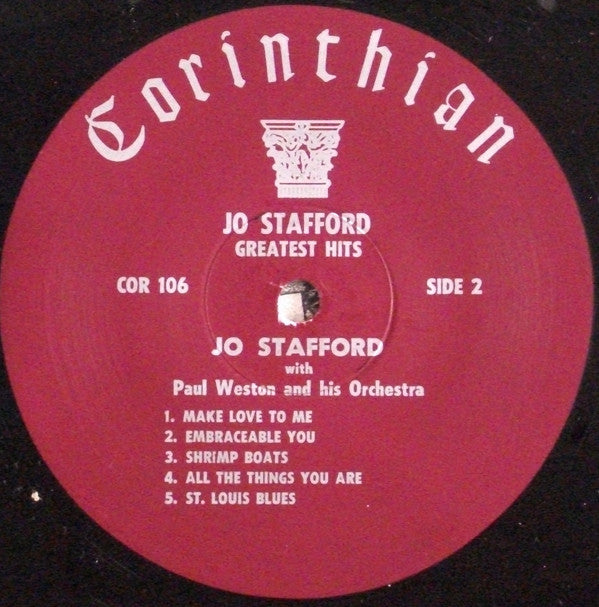 Corinthian
JO STAFFORD
GREATEST HITS
COR 106
SIDE 2
JO STAFFORD
with
Paul Weston and his Orchestra
1. MAKE LOVE TO ME
2. EMBRACEABLE YOU
3. SHRIMP BOATS
4. ALL THE THINGS YOU ARE
5. ST. LOUIS BLUES